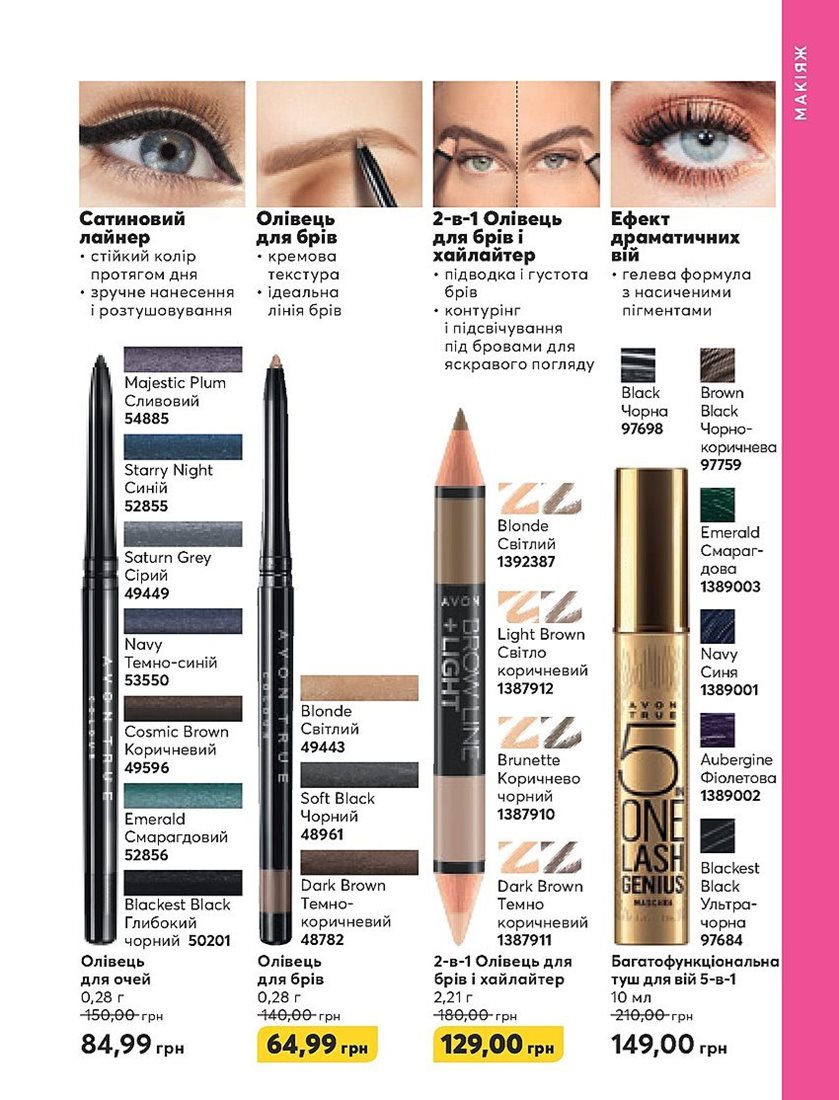 МАКІЯЖ
Сатиновий
лайнер
• стійкий колір
протягом дня
• зручне нанесення
і розтушовування
Majestic Plum
Сливовий
54885
Starry Night
Синій
52855
Saturn Grey
Сірий
49449
Navy
Темно-синій
53550
Cosmic Brown
Коричневий
49596
Emerald
Смарагдовий
52856
Blackest Black
Глибокий
чорний 50201
AVON TRUE
COLOUR
Олівець
для очей
0,28 г
150,00 грн
84,99 грн
Олівець
для брів
• кремова
текстура
• ідеальна
лінія брів
AVON TRUE
COLOUR
Blonde
Світлий
49443
Soft Black
Чорний
48961
Dark Brown
Темно-
коричневий
48782
Олівець
для брів
0,28 г
140,00 грн
64,99 грн
2-в-1 Олівець
для брів і
хайлайтер
• підводка і густота
брів
• контурінг
і підсвічування
під бровами для
яскравого погляду
AVON
BROW LINE
+ LIGHT
Blonde
Світлий
1392387
Light Brown
Світло
коричневий
1387912
Brunette
Коричнево
чорний
1387910
Dark Brown
Темно
коричневий
1387911
2-в-1 Олівець для
брів і хайлайтер
2,21 г
180,00 грн
129,00 грн
Ефект
драматичних
вій
• гелева формула
з насиченими
пігментами
Black
Чорна
97698
Brown
Black
Чорно-
коричнева
97759
Emerald
Смараг-
дова
1389003
Navy
Синя
1389001
Aubergine
Фіолетова
1389002
Blackest
Black
Ультра-
чорна
97684
AVON
TRUE
5 IN
ONE
LASH
GENIUS
MASCARA
Багатофункціональна
туш для вій 5-в-1
10 мл
210,00 грн
149,00 грн